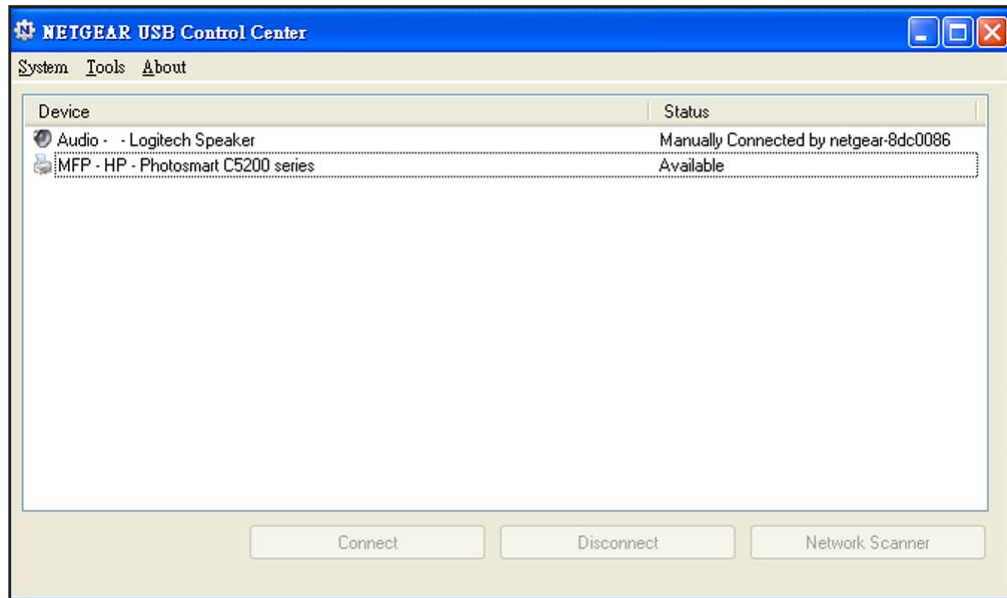 NETGEAR USB Control Center
System Tools About
Device Status
Audio - - Logitech Speaker Manually Connected by netgear-8dc0086
MFP - HP - Photosmart C5200 series Available
Connect Disconnect Network Scanner